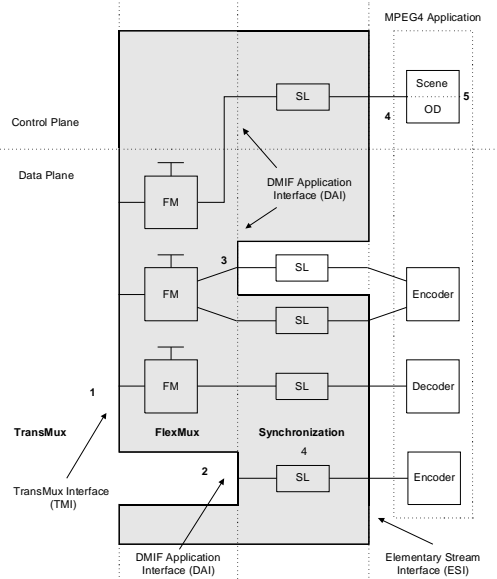 MPEG4 Application
Scene
SL
5
OD
4
Control Plane
Data Plane
DMIF Application
Interface (DAI)
FM
3
SL
FM
Encoder
SL
1
FM
SL
Decoder
TransMux
FlexMux
Synchronization
4
2
SL
Encoder
TransMux Interface
(TMI)
DMIF Application
Interface (DAI)
Elementary Stream
Interface (ESI)